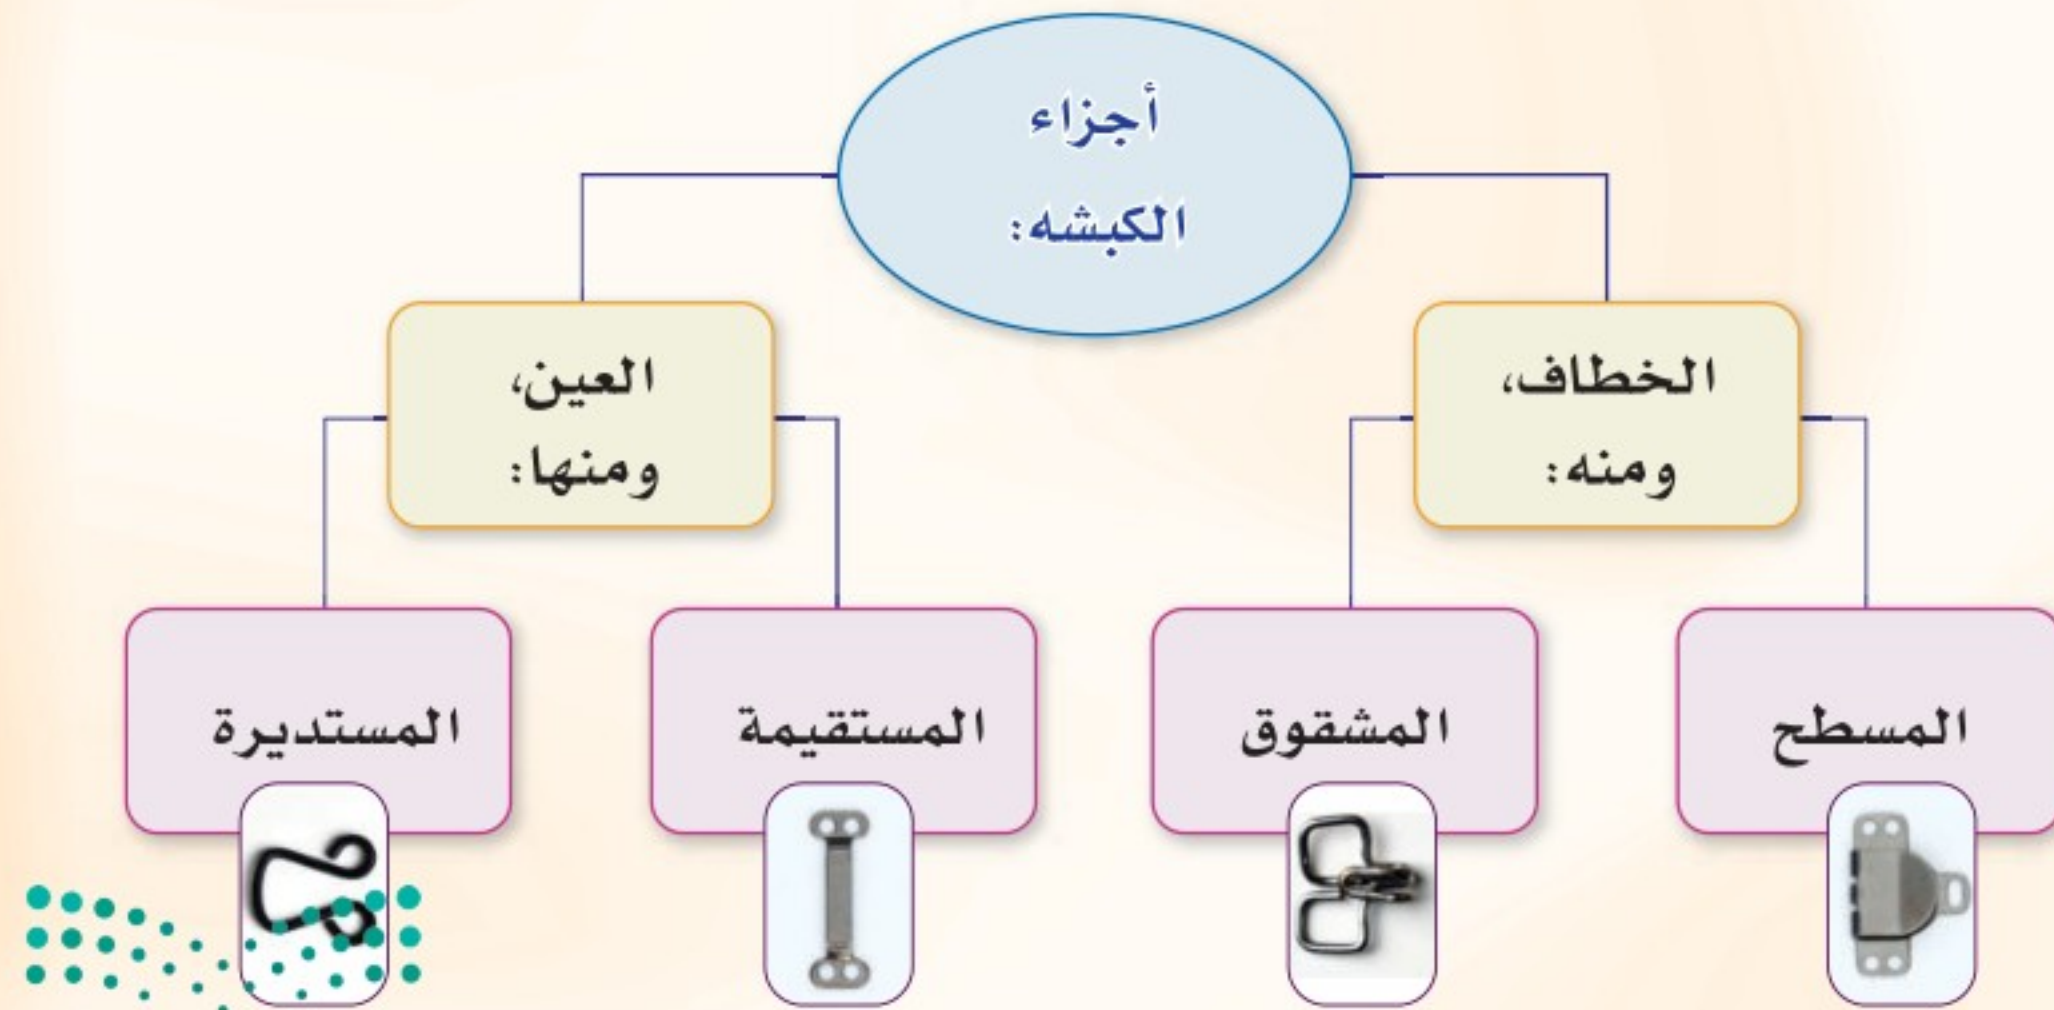 أجزاء
الكبشه:
الخطاف،
ومنه:
العين،
ومنها:
المسطح
المشقوق
المستقيمة
المستديرة